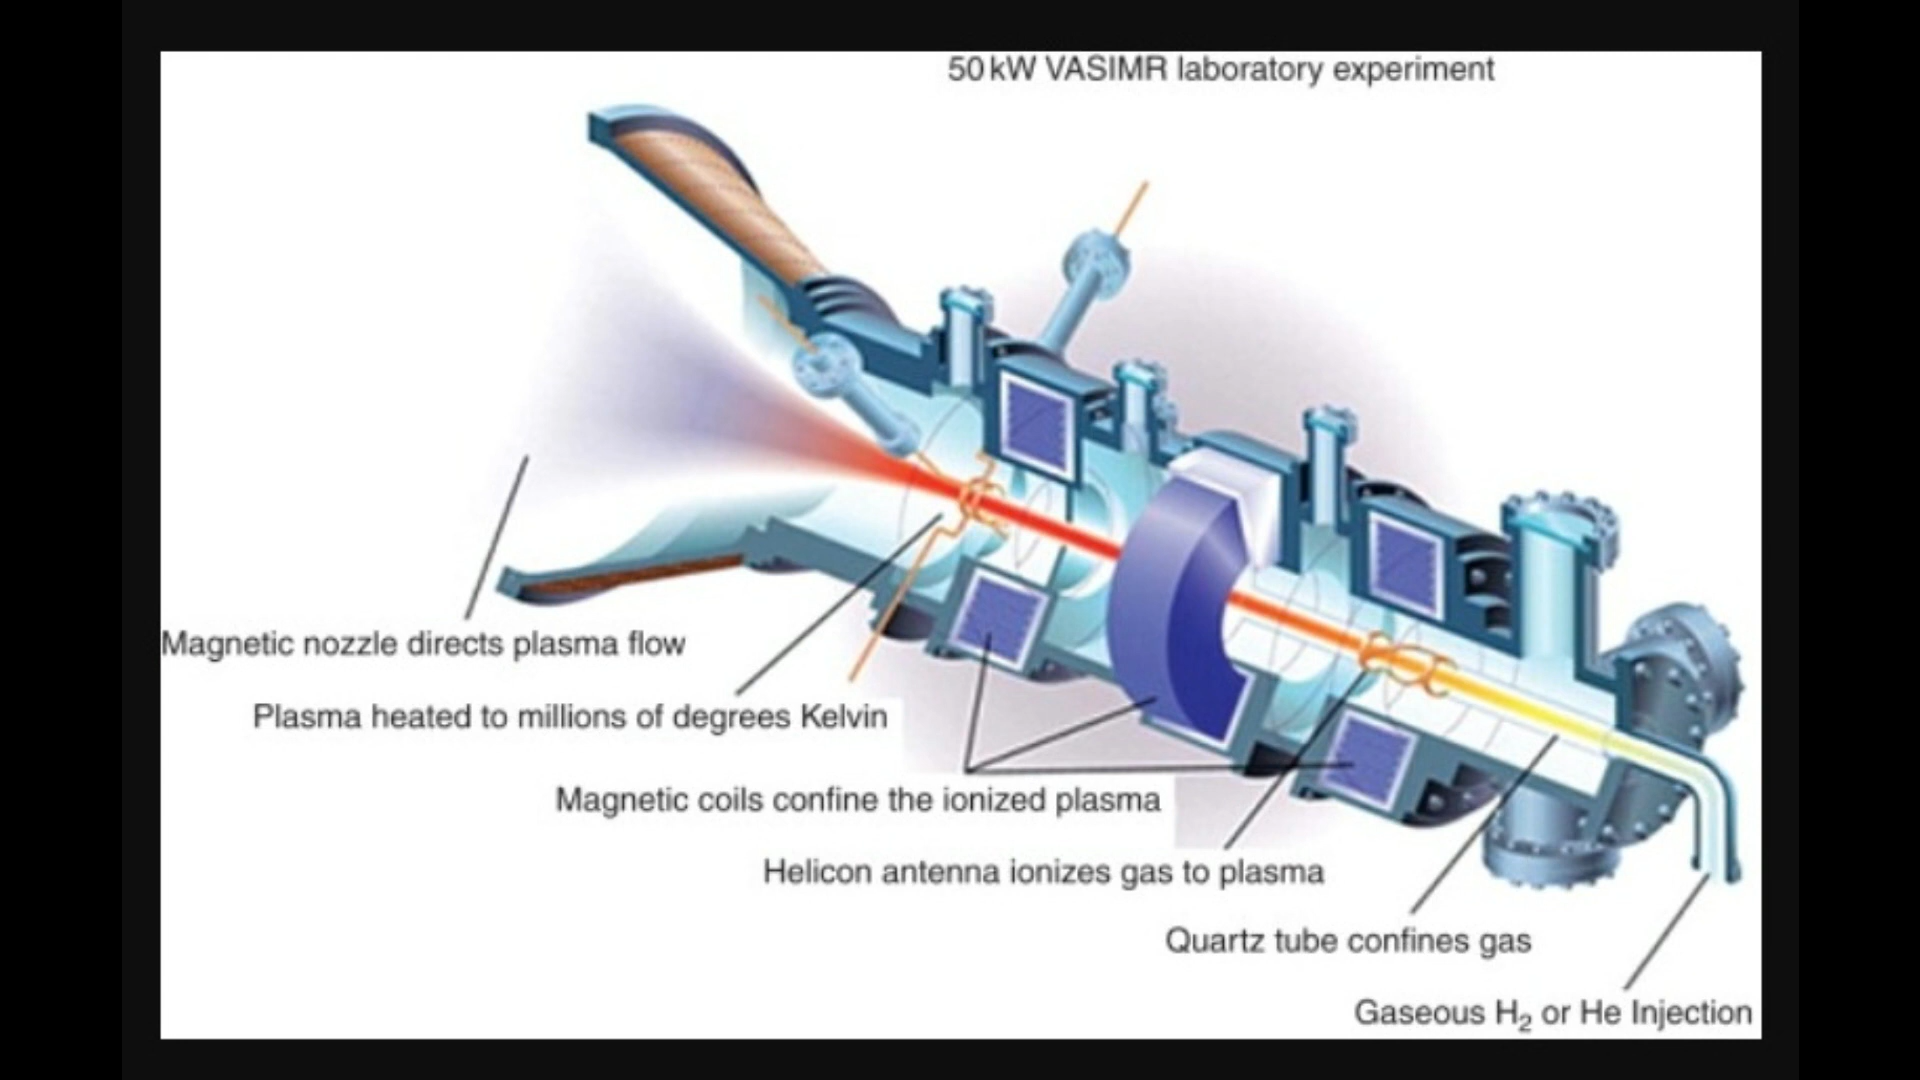 50 kW VASIMR laboratory experiment
Magnetic nozzle directs plasma flow
Plasma heated to millions of degrees Kelvin
Magnetic coils confine the ionized plasma
Helicon antenna ionizes gas to plasma
Quartz tube confines gas
Gaseous H₂ or He Injection